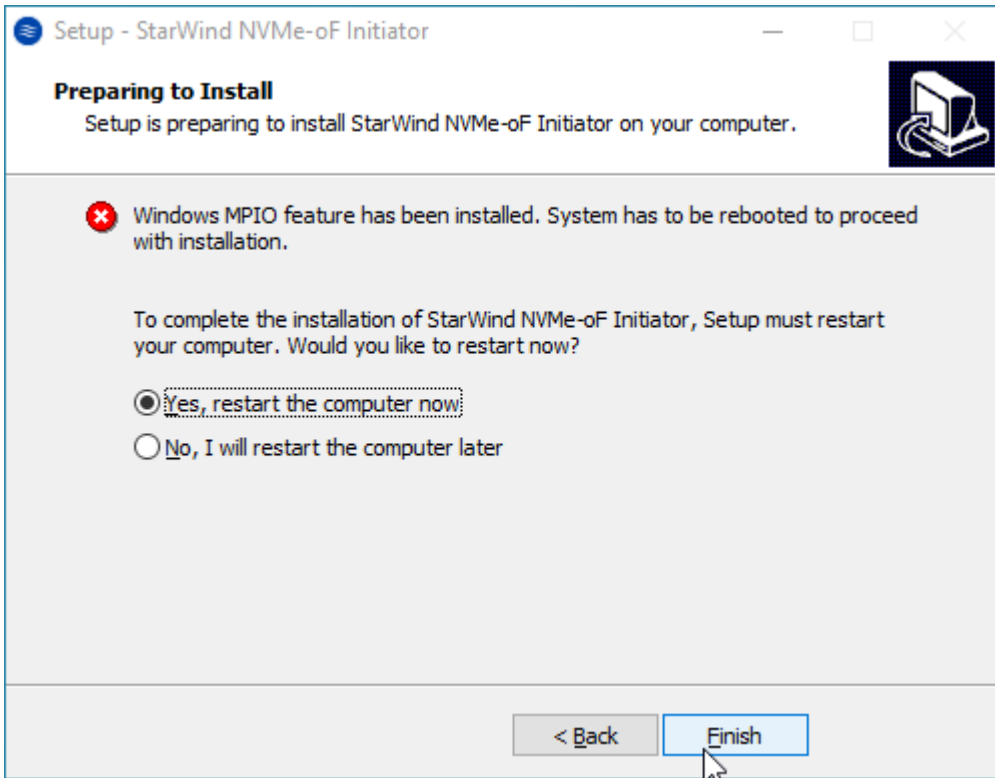 Setup - StarWind NVMe-oF Initiator
Preparing to Install
Setup is preparing to install StarWind NVMe-oF Initiator on your computer.
Windows MPIO feature has been installed. System has to be rebooted to proceed
with installation.
To complete the installation of StarWind NVMe-oF Initiator, Setup must restart
your computer. Would you like to restart now?
Yes, restart the computer now
No, I will restart the computer later
< Back Finish